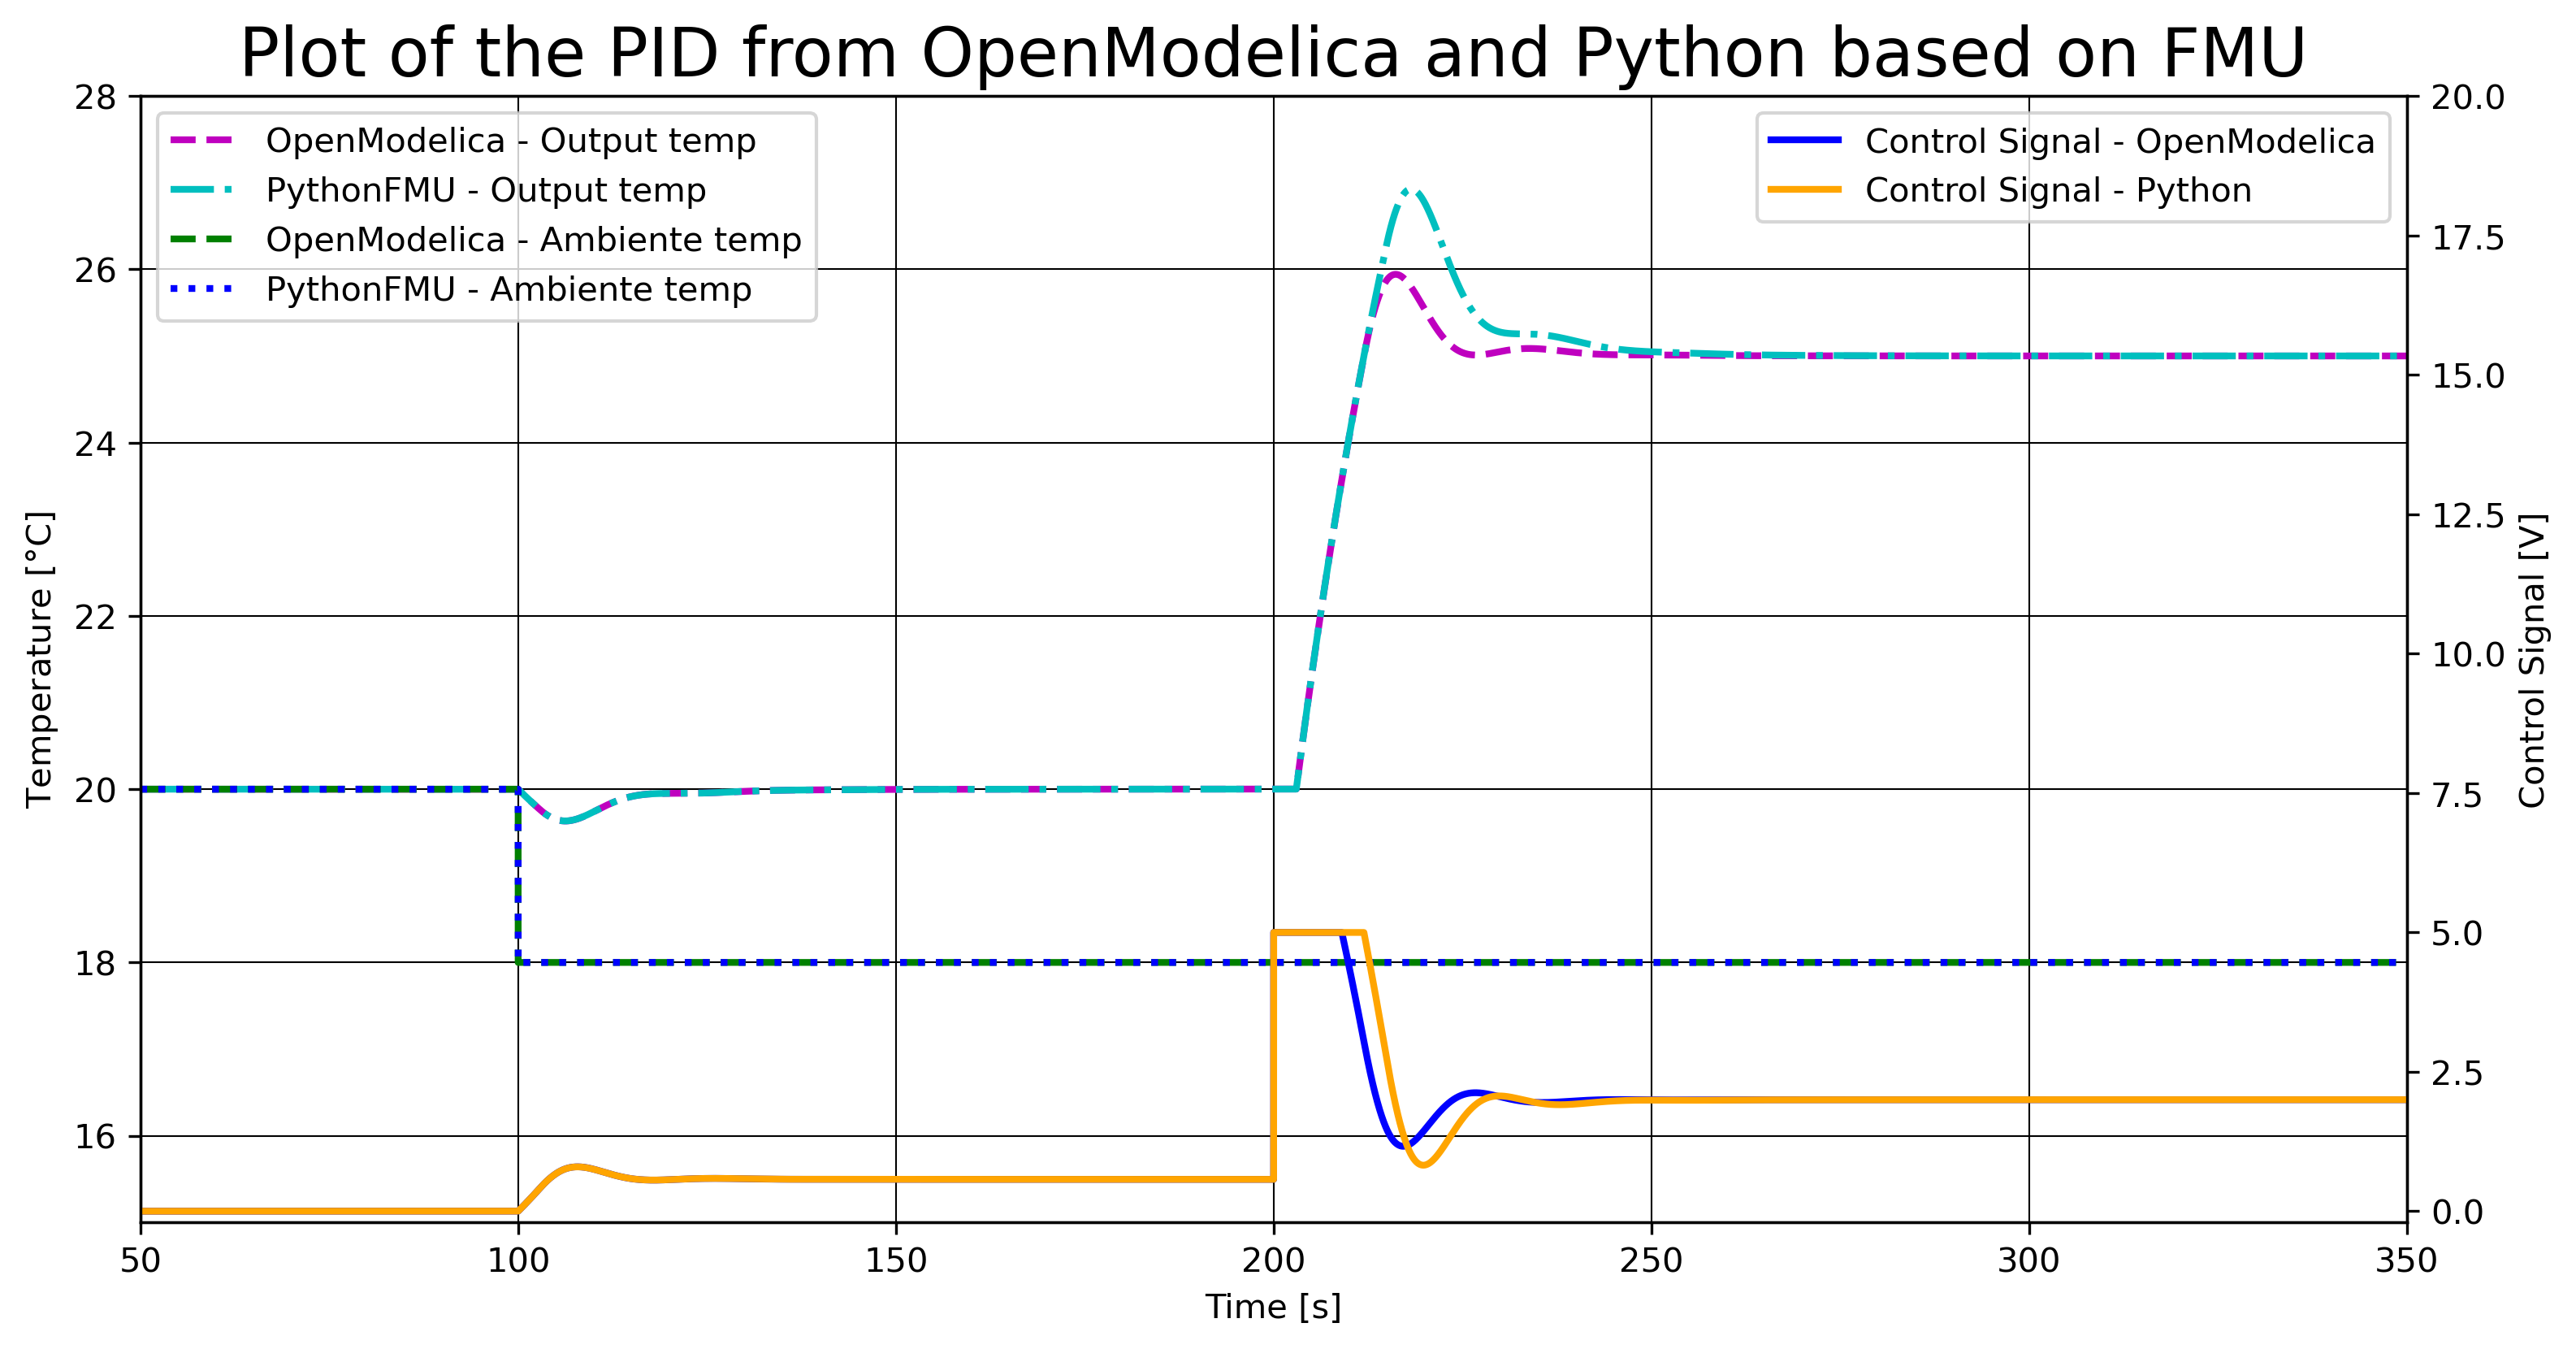 Plot of the PID from OpenModelica and Python based on FMU
OpenModelica - Output temp
PythonFMU - Output temp
OpenModelica - Ambiente temp
PythonFMU - Ambiente temp
Control Signal - OpenModelica
Control Signal - Python
Temperature [°C]
28
26
24
22
20
18
16
20.0
17.5
15.0
12.5
10.0
7.5
5.0
2.5
0.0
Control Signal [V]
50 100 150 200 250 300 350
Time [s]